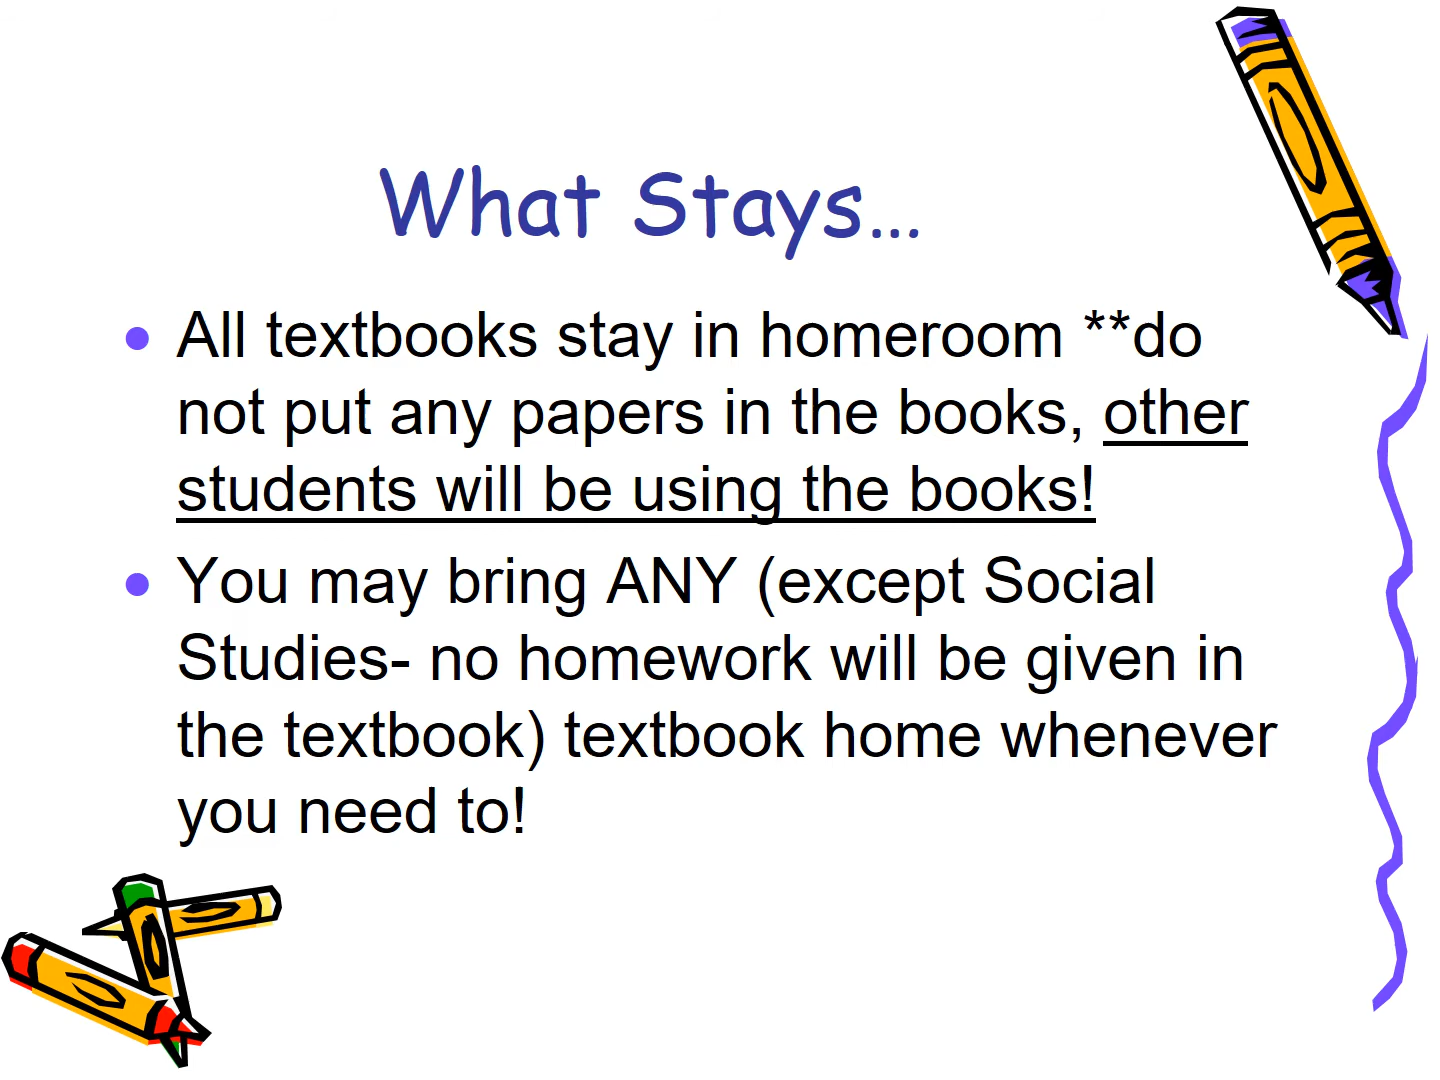 What Stays...
• All textbooks stay in homeroom **do
not put any papers in the books, other
students will be using the books!
• You may bring ANY (except Social
Studies- no homework will be given in
the textbook) textbook home whenever
you need to!